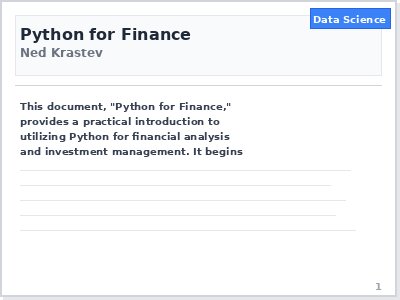 Data Science
Python for Finance
Ned Krastev
This document, "Python for Finance,"
provides a practical introduction to
utilizing Python for financial analysis
and investment management. It begins
1